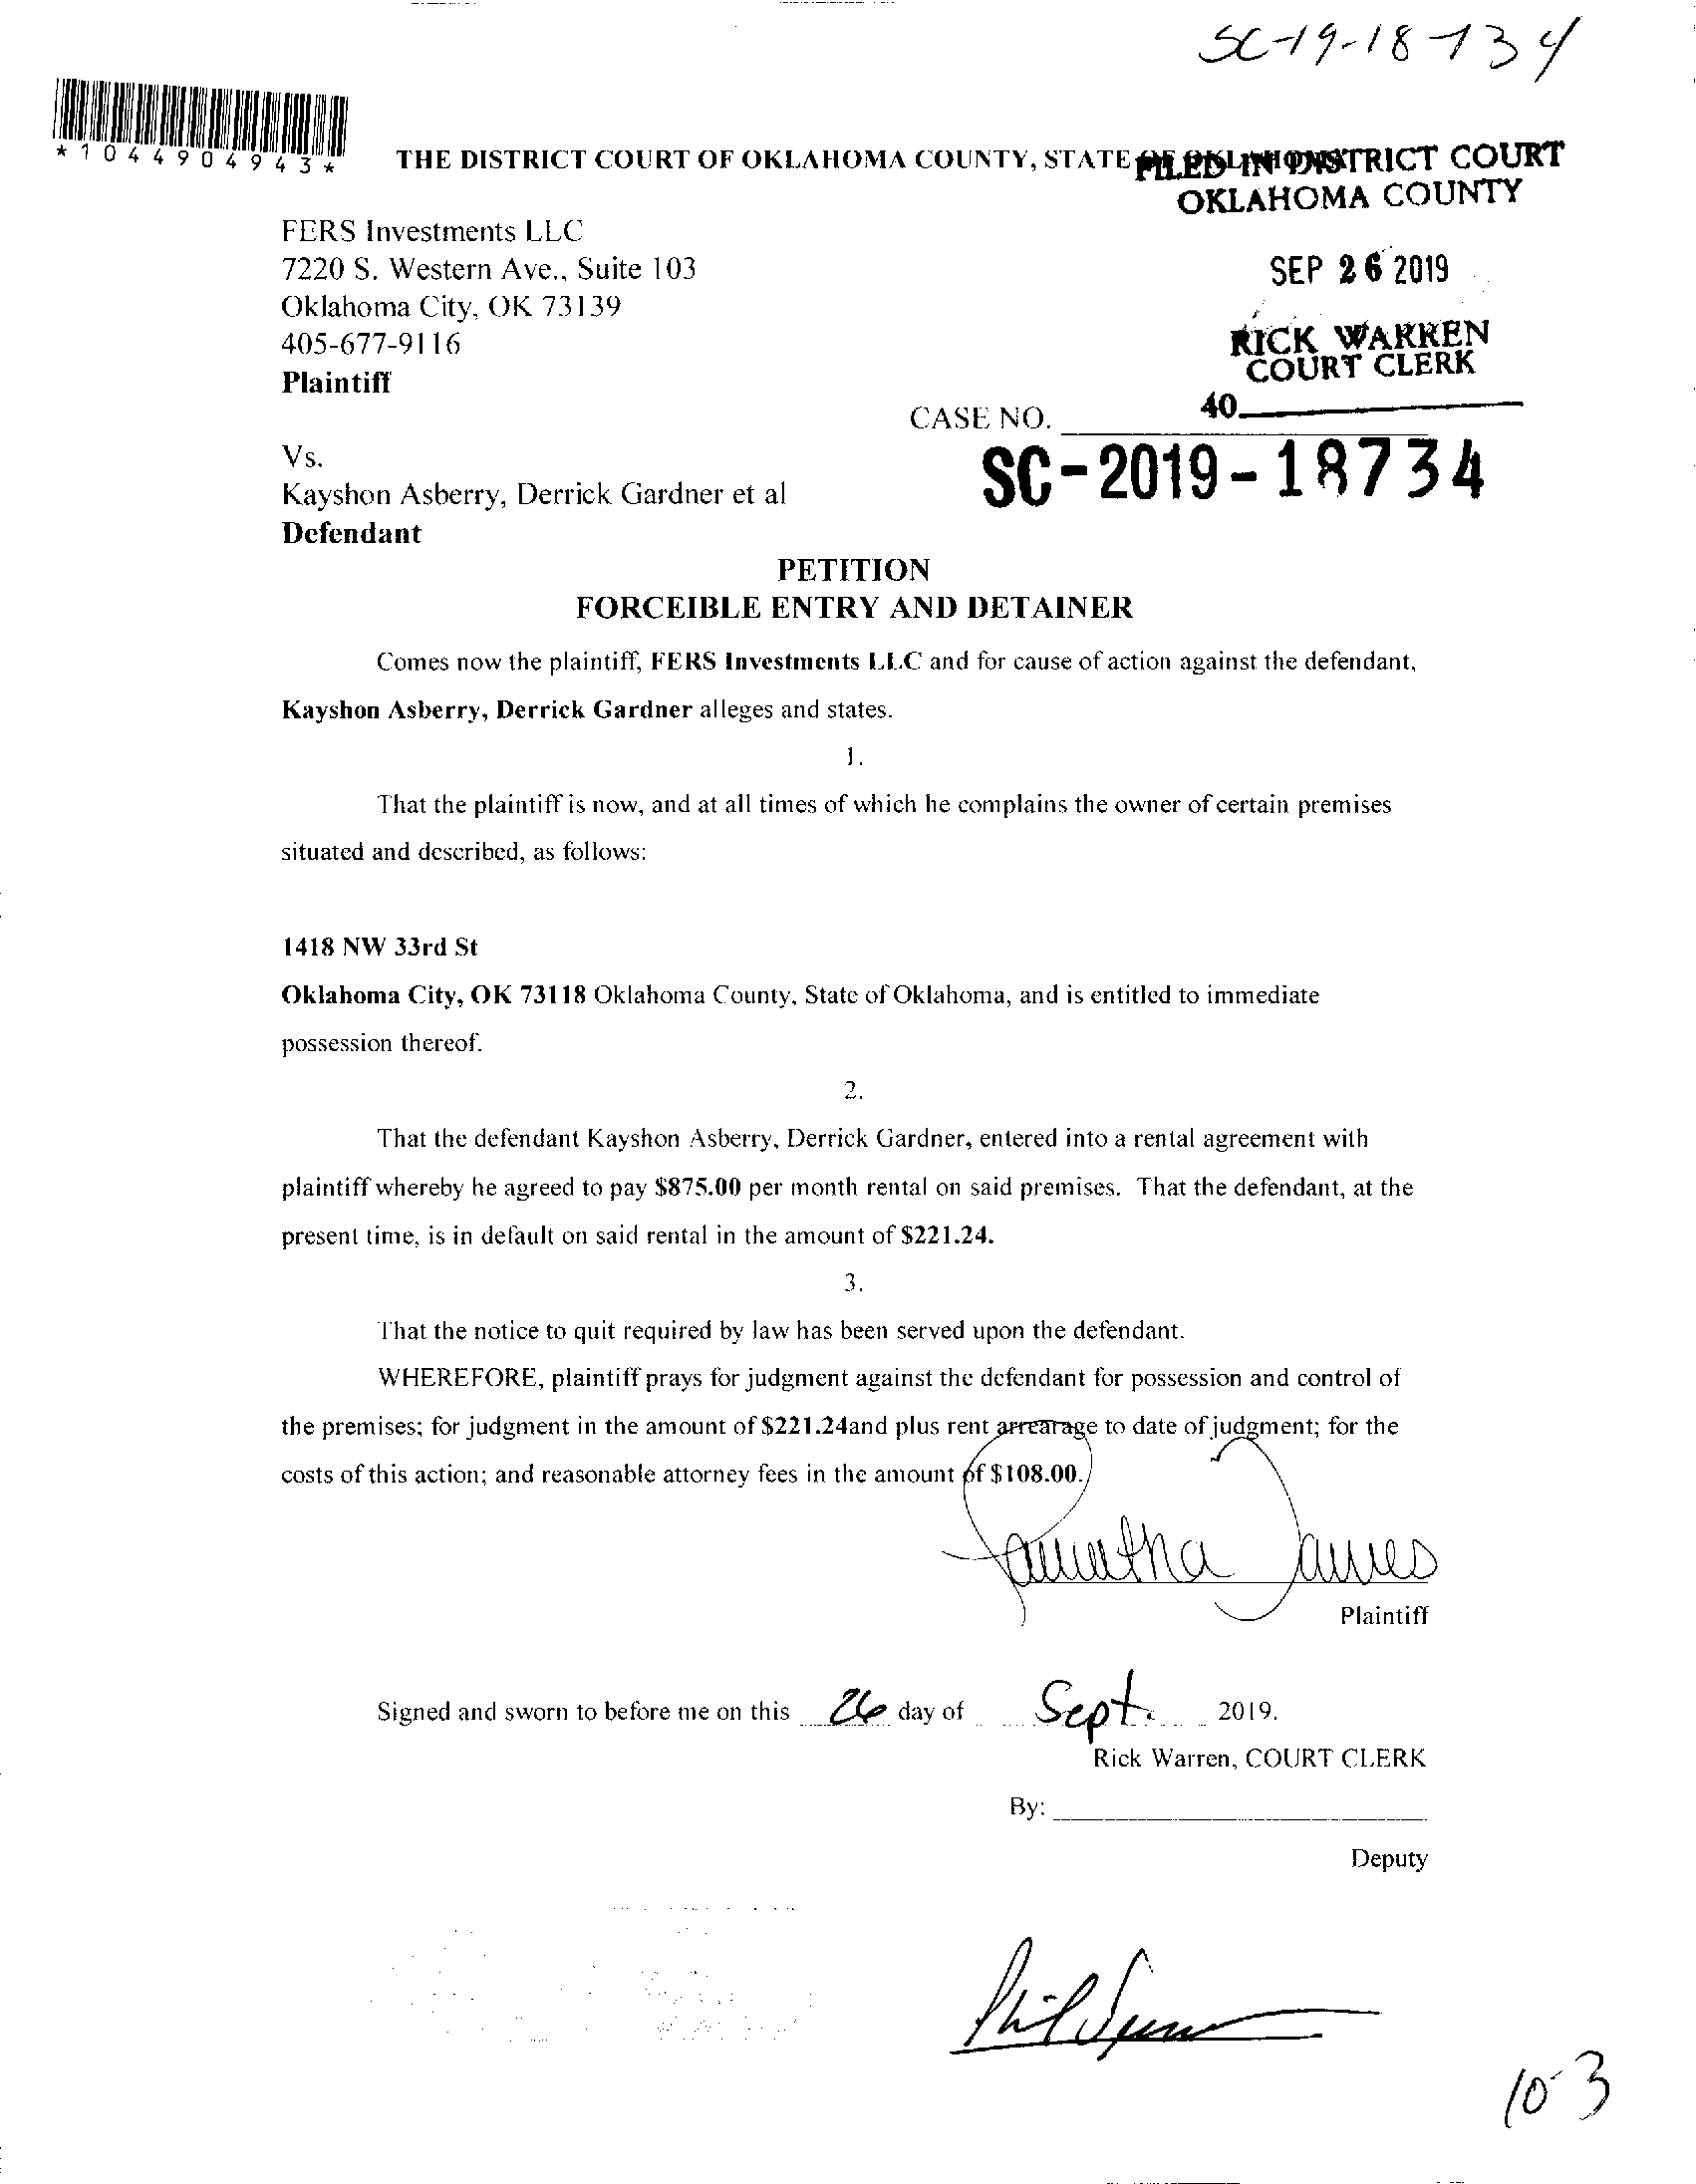 SC-19-18734
*1044904943*
THE DISTRICT COURT OF OKLAHOMA COUNTY, STATE
FILED IN DISTRICT COURT
OKLAHOMA COUNTY
FERS Investments LLC
7220 S. Western Ave., Suite 103
SEP 26 2019
Oklahoma City, OK 73139
405-677-9116
RICK WARREN
COURT CLERK
Plaintiff
40
CASE NO.
SC-2019-18734
Vs.
Kayshon Asberry, Derrick Gardner et al
Defendant
PETITION
FORCEIBLE ENTRY AND DETAINER
Comes now the plaintiff, FERS Investments LLC and for cause of action against the defendant,
Kayshon Asberry, Derrick Gardner alleges and states.
1.
That the plaintiff is now, and at all times of which he complains the owner of certain premises
situated and described, as follows:
1418 NW 33rd St
Oklahoma City, OK 73118 Oklahoma County, State of Oklahoma, and is entitled to immediate
possession thereof.
2.
That the defendant Kayshon Asberry, Derrick Gardner, entered into a rental agreement with
plaintiff whereby he agreed to pay $875.00 per month rental on said premises. That the defendant, at the
present time, is in default on said rental in the amount of $221.24.
3.
That the notice to quit required by law has been served upon the defendant.
WHEREFORE, plaintiff prays for judgment against the defendant for possession and control of
the premises; for judgment in the amount of $221.24and plus rent arrearage to date of judgment; for the
costs of this action; and reasonable attorney fees in the amount of $108.00.
Samantha James
Plaintiff
Signed and sworn to before me on this 26 day of Sept. 2019.
Rick Warren, COURT CLERK
By:
Deputy
10-3